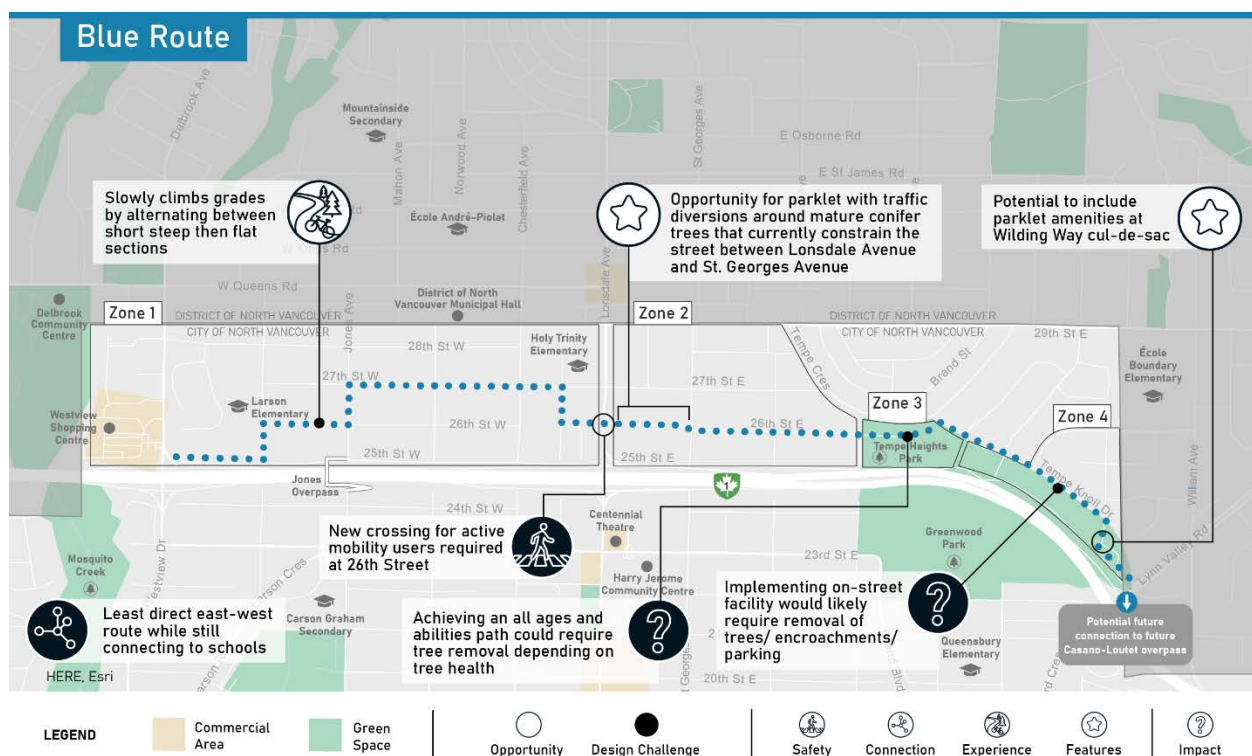 Blue Route
Delbrook Ave
Mountainside
Secondary
Mahon Ave
Norwood Ave
Chesterfield Ave
St Georges Ave
E Osborne Rd
E St James Rd
Slowly climbs grades
by alternating between
short steep then flat
sections
École André-Piolat
Opportunity for parklet with traffic
diversions around mature conifer
trees that currently constrain the
street between Lonsdale Avenue
and St. Georges Avenue
Potential to include
parklet amenities at
Wilding Way cul-de-sac
W Queens Rd
Lonsdale Ave
Jones Ave
Delbrook
Community
Centre
Zone 1
DISTRICT OF NORTH VANCOUVER
CITY OF NORTH VANCOUVER
District of North
Vancouver Municipal Hall
Zone 2
DISTRICT OF NORTH VANCOUVER
CITY OF NORTH VANCOUVER
28th St W
Holy Trinity
Elementary
Tempe Cres
Brand St
29th St E
École
Boundary
Elementary
27th St W
27th St E
Larson
Elementary
Westview
Shopping
Centre
26th St W
26th St E
Zone 3
Zone 4
25th St W
25th St E
Tempe Heights
Park
Tempe Knoll Dr
William Ave
Jones
Overpass
1
24th St W
New crossing for active
mobility users required
at 26th Street
Centennial
Theatre
23rd St E
Greenwood
Park
Lynn Valley Rd
Mosquito
Creek
Westview Dr
Larson Cres
Carson Graham
Secondary
Harry Jerome
Community Centre
Least direct east-west
route while still
connecting to schools
Achieving an all ages and
abilities path could require
tree removal depending on
tree health
Implementing on-street
facility would likely
require removal of
trees/ encroachments/
parking
Potential future
connection to future
Casano-Loutet overpass
Queensbury
Elementary
20th St E
HERE, Esri
LEGEND
Commercial
Area
Green
Space
Opportunity
Design Challenge
Safety
Connection
Experience
Features
Impact